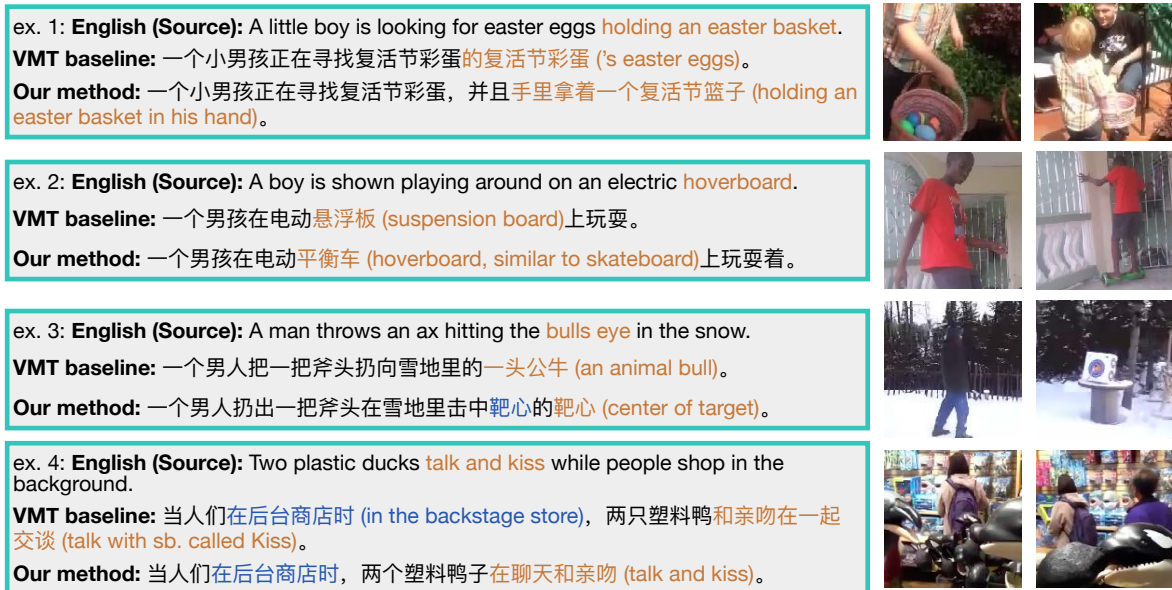 ex. 1: English (Source): A little boy is looking for easter eggs holding an easter basket.
VMT baseline: 一个小男孩正在寻找复活节彩蛋的复活节彩蛋 ('s easter eggs)。
Our method: 一个小男孩正在寻找复活节彩蛋，并且手里拿着一个复活节篮子 (holding an
easter basket in his hand)。
ex. 2: English (Source): A boy is shown playing around on an electric hoverboard.
VMT baseline: 一个男孩在电动悬浮板 (suspension board)上玩耍。
Our method: 一个男孩在电动平衡车 (hoverboard, similar to skateboard)上玩耍着。
ex. 3: English (Source): A man throws an ax hitting the bulls eye in the snow.
VMT baseline: 一个男人把一把斧头扔向雪地里的一头公牛 (an animal bull)。
Our method: 一个男人扔出一把斧头在雪地里击中靶心的靶心 (center of target)。
ex. 4: English (Source): Two plastic ducks talk and kiss while people shop in the
background.
VMT baseline: 当人们在后台商店时 (in the backstage store)，两只塑料鸭和亲吻在一起
交谈 (talk with sb. called Kiss)。
Our method: 当人们在后台商店时，两个塑料鸭子在聊天和亲吻 (talk and kiss)。